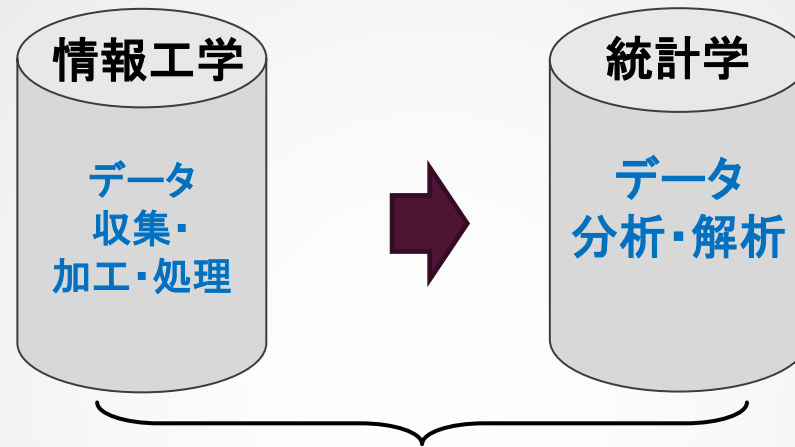 情報工学
データ
収集・
加工・処理
統計学
データ
分析・解析